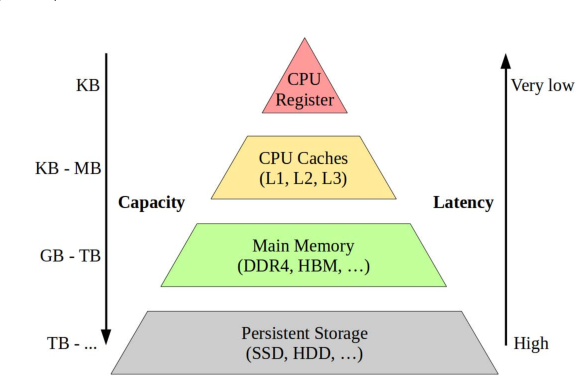 CPU
Register
KB
Very low
CPU Caches
(L1, L2, L3)
KB - MB
Capacity
Latency
Main Memory
(DDR4, HBM, …)
GB - TB
Persistent Storage
(SSD, HDD, …)
TB - ...
High